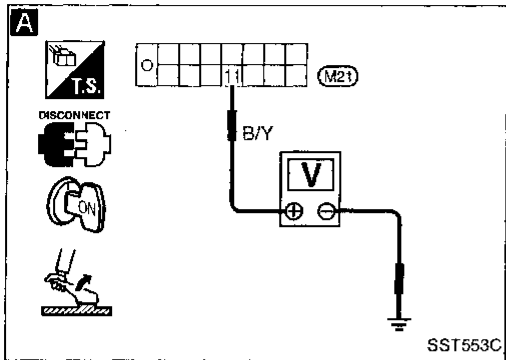 A
T.S.
11
M21
DISCONNECT
B/Y
V
ON
SST553C